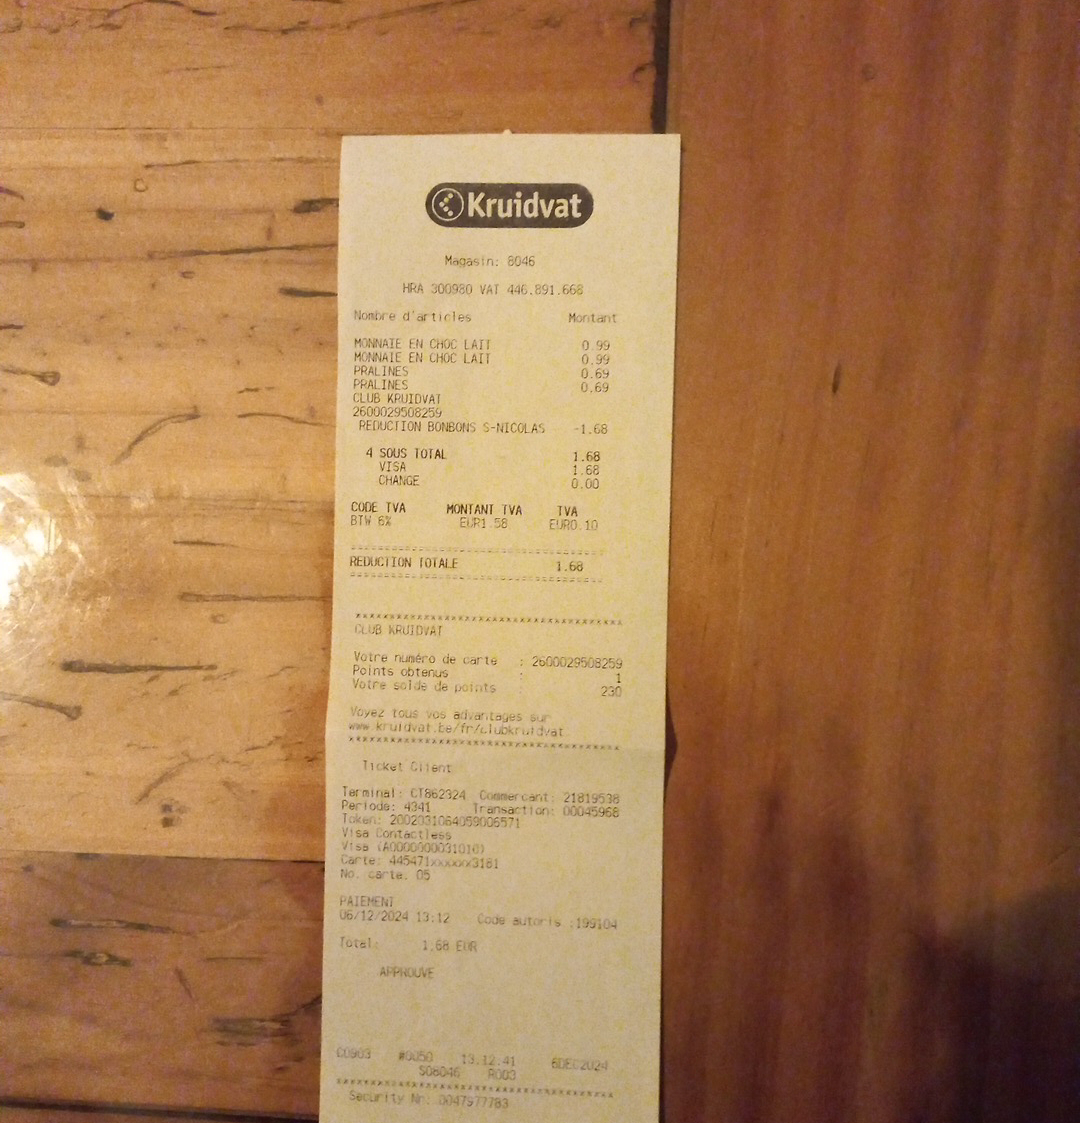 Kruidvat
Magasin: 8046
HRA 300980 VAT 446.891.668
Nombre d'articles Montant
MONNAIE EN CHOC LAIT 0.99
MONNAIE EN CHOC LAIT 0.99
PRALINES 0.69
PRALINES 0.69
CLUB KRUIDVAT
2600029508259
REDUCTION BONBONS S-NICOLAS -1.68
4 SOUS TOTAL 1.68
VISA 1.68
CHANGE 0.00
CODE TVA MONTANT TVA TVA
BTW 6% EUR1.58 EUR0.10
REDUCTION TOTALE 1.68
CLUB KRUIDVAT
Votre numéro de carte : 2600029508259
Points obtenus : 1
Votre solde de points : 230
Voyez tous vos advantages sur
www.kruidvat.be/fr/clubkruidvat
Ticket Client
Terminal: CT862324 Commercant: 21819538
Periode: 4341 Transaction: 00045968
Token: 2002031064059006571
Visa Contactless
Visa (A0000000031010)
Carte: 445471xxxxxx3181
No. carte. 05
PAIEMENT
06/12/2024 13:12 Code autoris :199104
Total: 1.68 EUR
APPROUVE
C0903 #0050 13.12.41 6DEC2024
S08046 R003
Security Nr: 0047977783